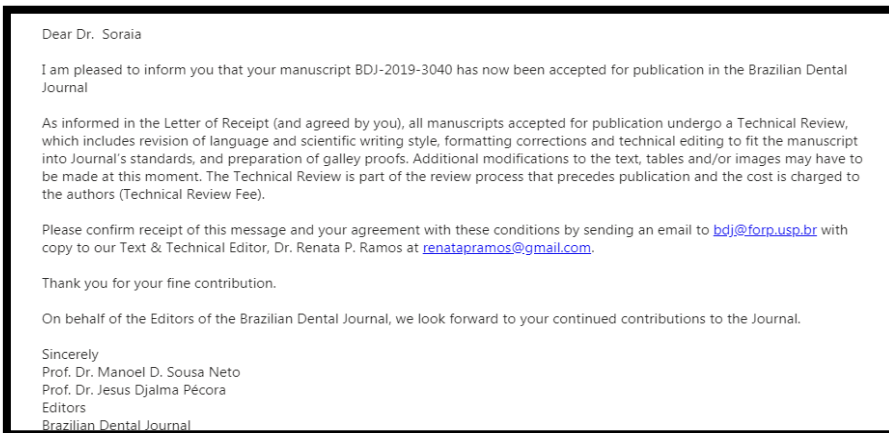 Dear Dr. Soraia
I am pleased to inform you that your manuscript BDJ-2019-3040 has now been accepted for publication in the Brazilian Dental
Journal
As informed in the Letter of Receipt (and agreed by you), all manuscripts accepted for publication undergo a Technical Review,
which includes revision of language and scientific writing style, formatting corrections and technical editing to fit the manuscript
into Journal's standards, and preparation of galley proofs. Additional modifications to the text, tables and/or images may have to
be made at this moment. The Technical Review is part of the review process that precedes publication and the cost is charged to
the authors (Technical Review Fee).
Please confirm receipt of this message and your agreement with these conditions by sending an email to bdj@forp.usp.br with
copy to our Text & Technical Editor, Dr. Renata P. Ramos at renatapramos@gmail.com.
Thank you for your fine contribution.
On behalf of the Editors of the Brazilian Dental Journal, we look forward to your continued contributions to the Journal.
Sincerely
Prof. Dr. Manoel D. Sousa Neto
Prof. Dr. Jesus Djalma Pécora
Editors
Brazilian Dental Journal